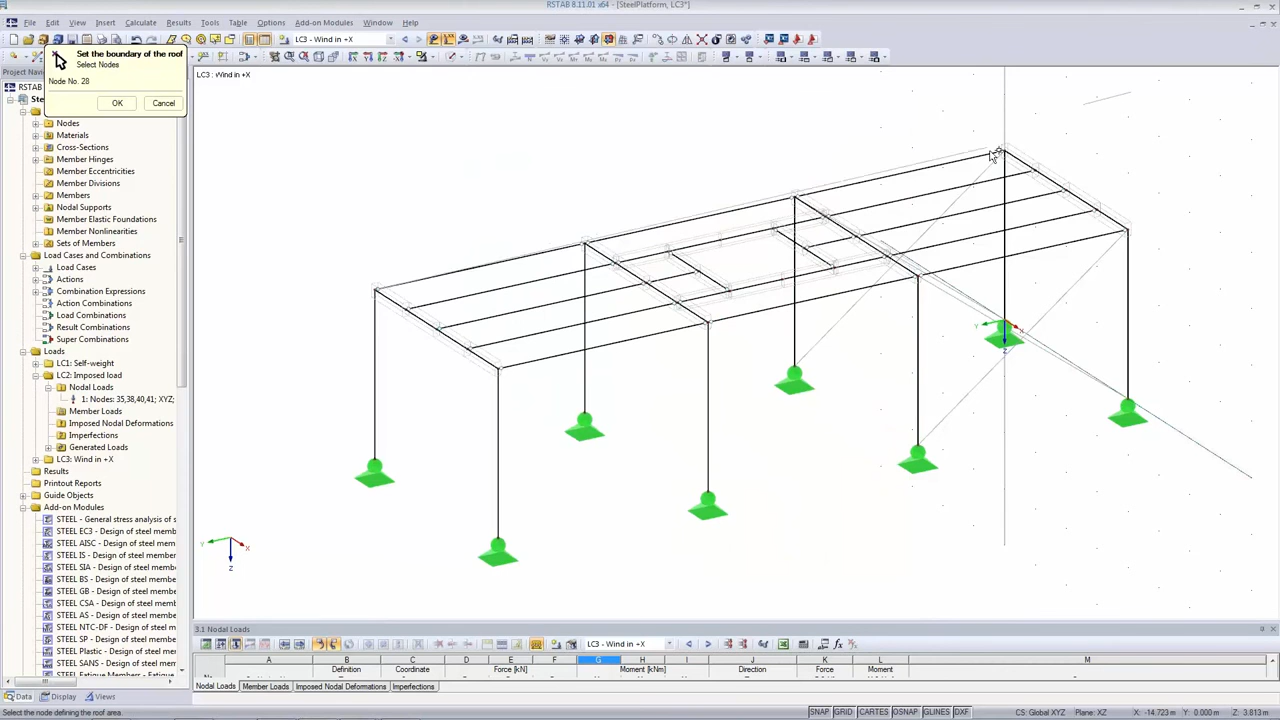 RSTAB 8.11.01 x64 - [SteelPlatform, LC3*]
File Edit View Insert Calculate Results Tools Table Options Add-on Modules Window Help
LC3 - Wind in +X
Set the boundary of the roof
Select Nodes
Node No. 28
OK Cancel
Project Nav
LC3 : Wind in +X
RSTAB
Ste
Nodes
Materials
Cross-Sections
Member Hinges
Member Eccentricities
Member Divisions
Members
Nodal Supports
Member Elastic Foundations
Member Nonlinearities
Sets of Members
Load Cases and Combinations
Load Cases
Actions
Combination Expressions
Action Combinations
Load Combinations
Result Combinations
Super Combinations
Loads
LC1: Self-weight
LC2: Imposed load
Nodal Loads
1: Nodes: 35,38,40,41; XYZ;
Member Loads
Imposed Nodal Deformations
Imperfections
Generated Loads
LC3: Wind in +X
Results
Printout Reports
Guide Objects
Add-on Modules
STEEL - General stress analysis of s
STEEL EC3 - Design of steel memb
STEEL AISC - Design of steel mem
STEEL IS - Design of steel member
STEEL SIA - Design of steel memb
STEEL BS - Design of steel membe
STEEL GB - Design of steel membe
STEEL CSA - Design of steel memb
STEEL AS - Design of steel membe
STEEL NTC-DF - Design of steel m
STEEL SP - Design of steel membe
STEEL Plastic - Design of steel me
STEEL SANS - Design of steel mem
STEEL Fatigue Members - Fatigue
Y X Z
Y X Z
Data Display Views
3.1 Nodal Loads
LC3 - Wind in +X
fx
A B C D E F G H I J K L M
Definition Coordinate Force [kN] Moment [kNm] Direction Force Moment
Nodal Loads Member Loads Imposed Nodal Deformations Imperfections
Select the node defining the roof area.
SNAP GRID CARTES OSNAP GLINES DXF CS: Global XYZ Plane: XZ X: -14.723 m Y: 0.000 m Z: 3.813 m